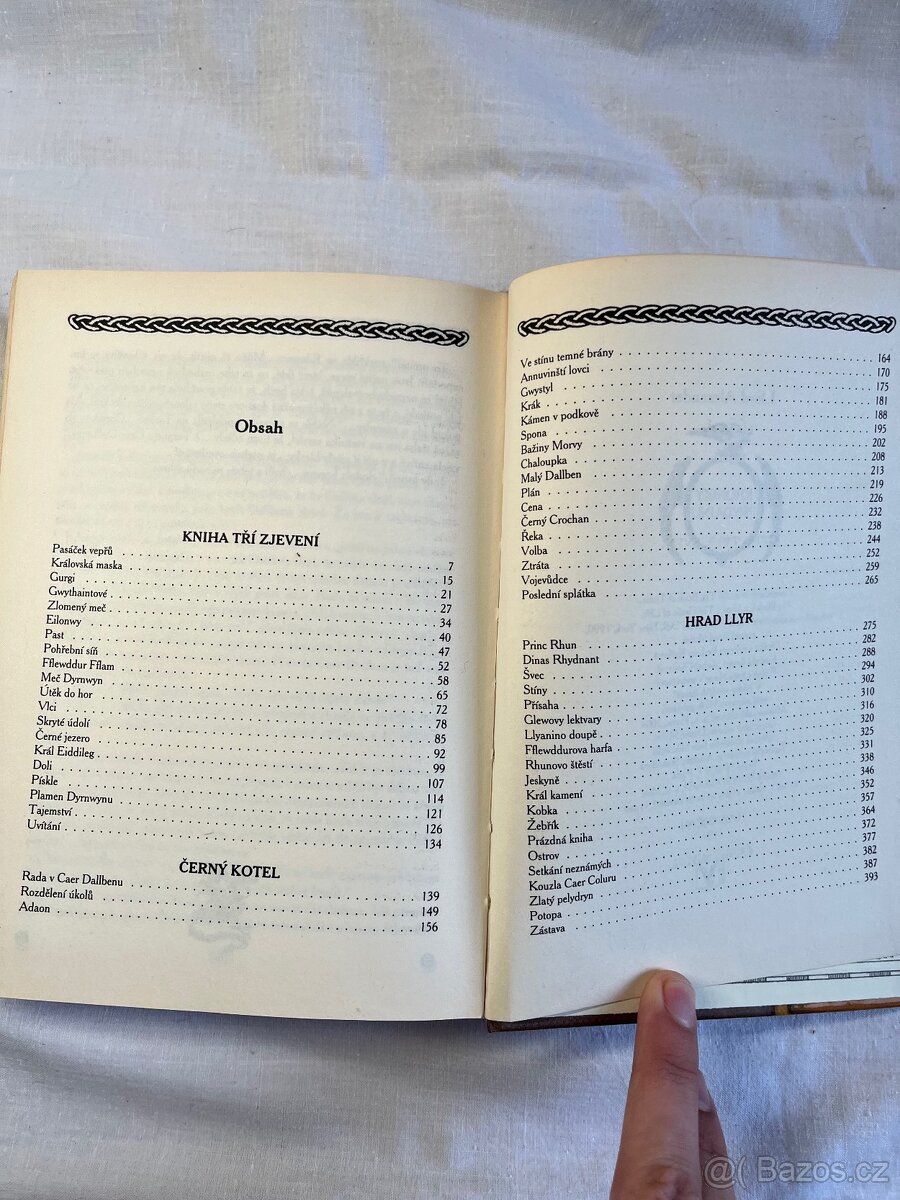 Obsah
KNIHA TŘÍ ZJEVENÍ
Pasáček vepřů 7
Královská maska 15
Gurgi 21
Gwythaintové 27
Zlomený meč 34
Eilonwy 40
Past 47
Pohřební síň 52
Fflewddur Fflam 58
Meč Dyrnwyn 65
Útěk do hor 72
Vlci 78
Skryté údolí 85
Černé jezero 92
Král Eiddileg 99
Doli 107
Pískle 114
Plamen Dyrnwynu 121
Tajemství 126
Uvítání 134
ČERNÝ KOTEL
Rada v Caer Dallbenu 139
Rozdělení úkolů 149
Adaon 156
Ve stínu temné brány 164
Annuvinští lovci 170
Gwystyl 175
Krák 181
Kámen v podkově 188
Spona 195
Bažiny Morvy 202
Chaloupka 208
Malý Dallben 213
Plán 219
Cena 226
Černý Crochan 232
Řeka 238
Volba 244
Ztráta 252
Vojevůdce 259
Poslední splátka 265
HRAD LLYR
Princ Rhun 275
Dinas Rhydnant 282
Švec 288
Stíny 294
Přísaha 302
Glewovy lektvary 310
Llyanino doupě 316
Fflewddurova harfa 320
Rhunovo štěstí 325
Jeskyně 331
Král kamení 338
Kobka 346
Žebřík 352
Prázdná kniha 357
Ostrov 364
Setkání neznámých 372
Kouzla Caer Coluru 377
Zlatý pelydryn 382
Potopa 387
Zástava 393
Bazos.cz